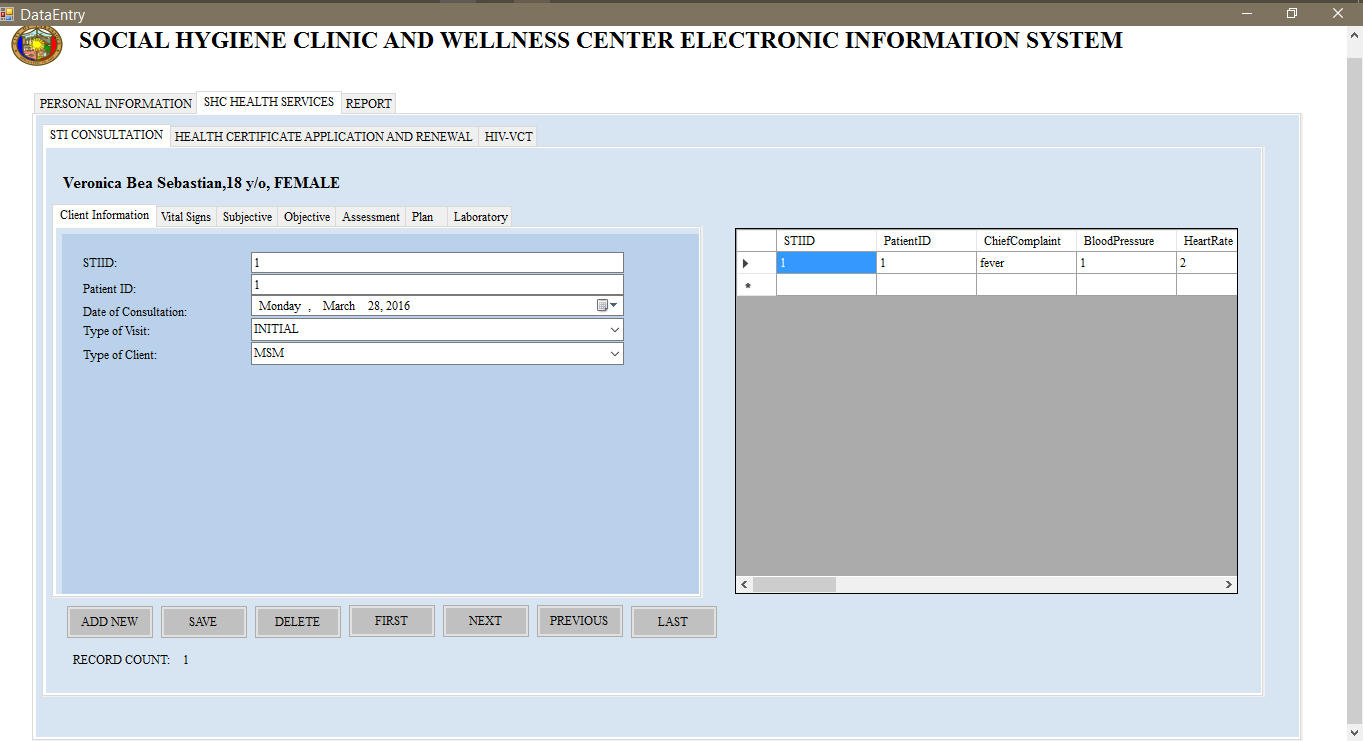 DataEntry
SOCIAL HYGIENE CLINIC AND WELLNESS CENTER ELECTRONIC INFORMATION SYSTEM
PERSONAL INFORMATION SHC HEALTH SERVICES REPORT
STI CONSULTATION HEALTH CERTIFICATE APPLICATION AND RENEWAL HIV-VCT
Veronica Bea Sebastian,18 y/o, FEMALE
Client Information Vital Signs Subjective Objective Assessment Plan Laboratory
STIID: 1
Patient ID: 1
Date of Consultation: Monday , March 28, 2016
Type of Visit: INITIAL
Type of Client: MSM
STIID PatientID ChiefComplaint BloodPressure HeartRate
1 1 fever 1 2
*
ADD NEW SAVE DELETE FIRST NEXT PREVIOUS LAST
RECORD COUNT: 1